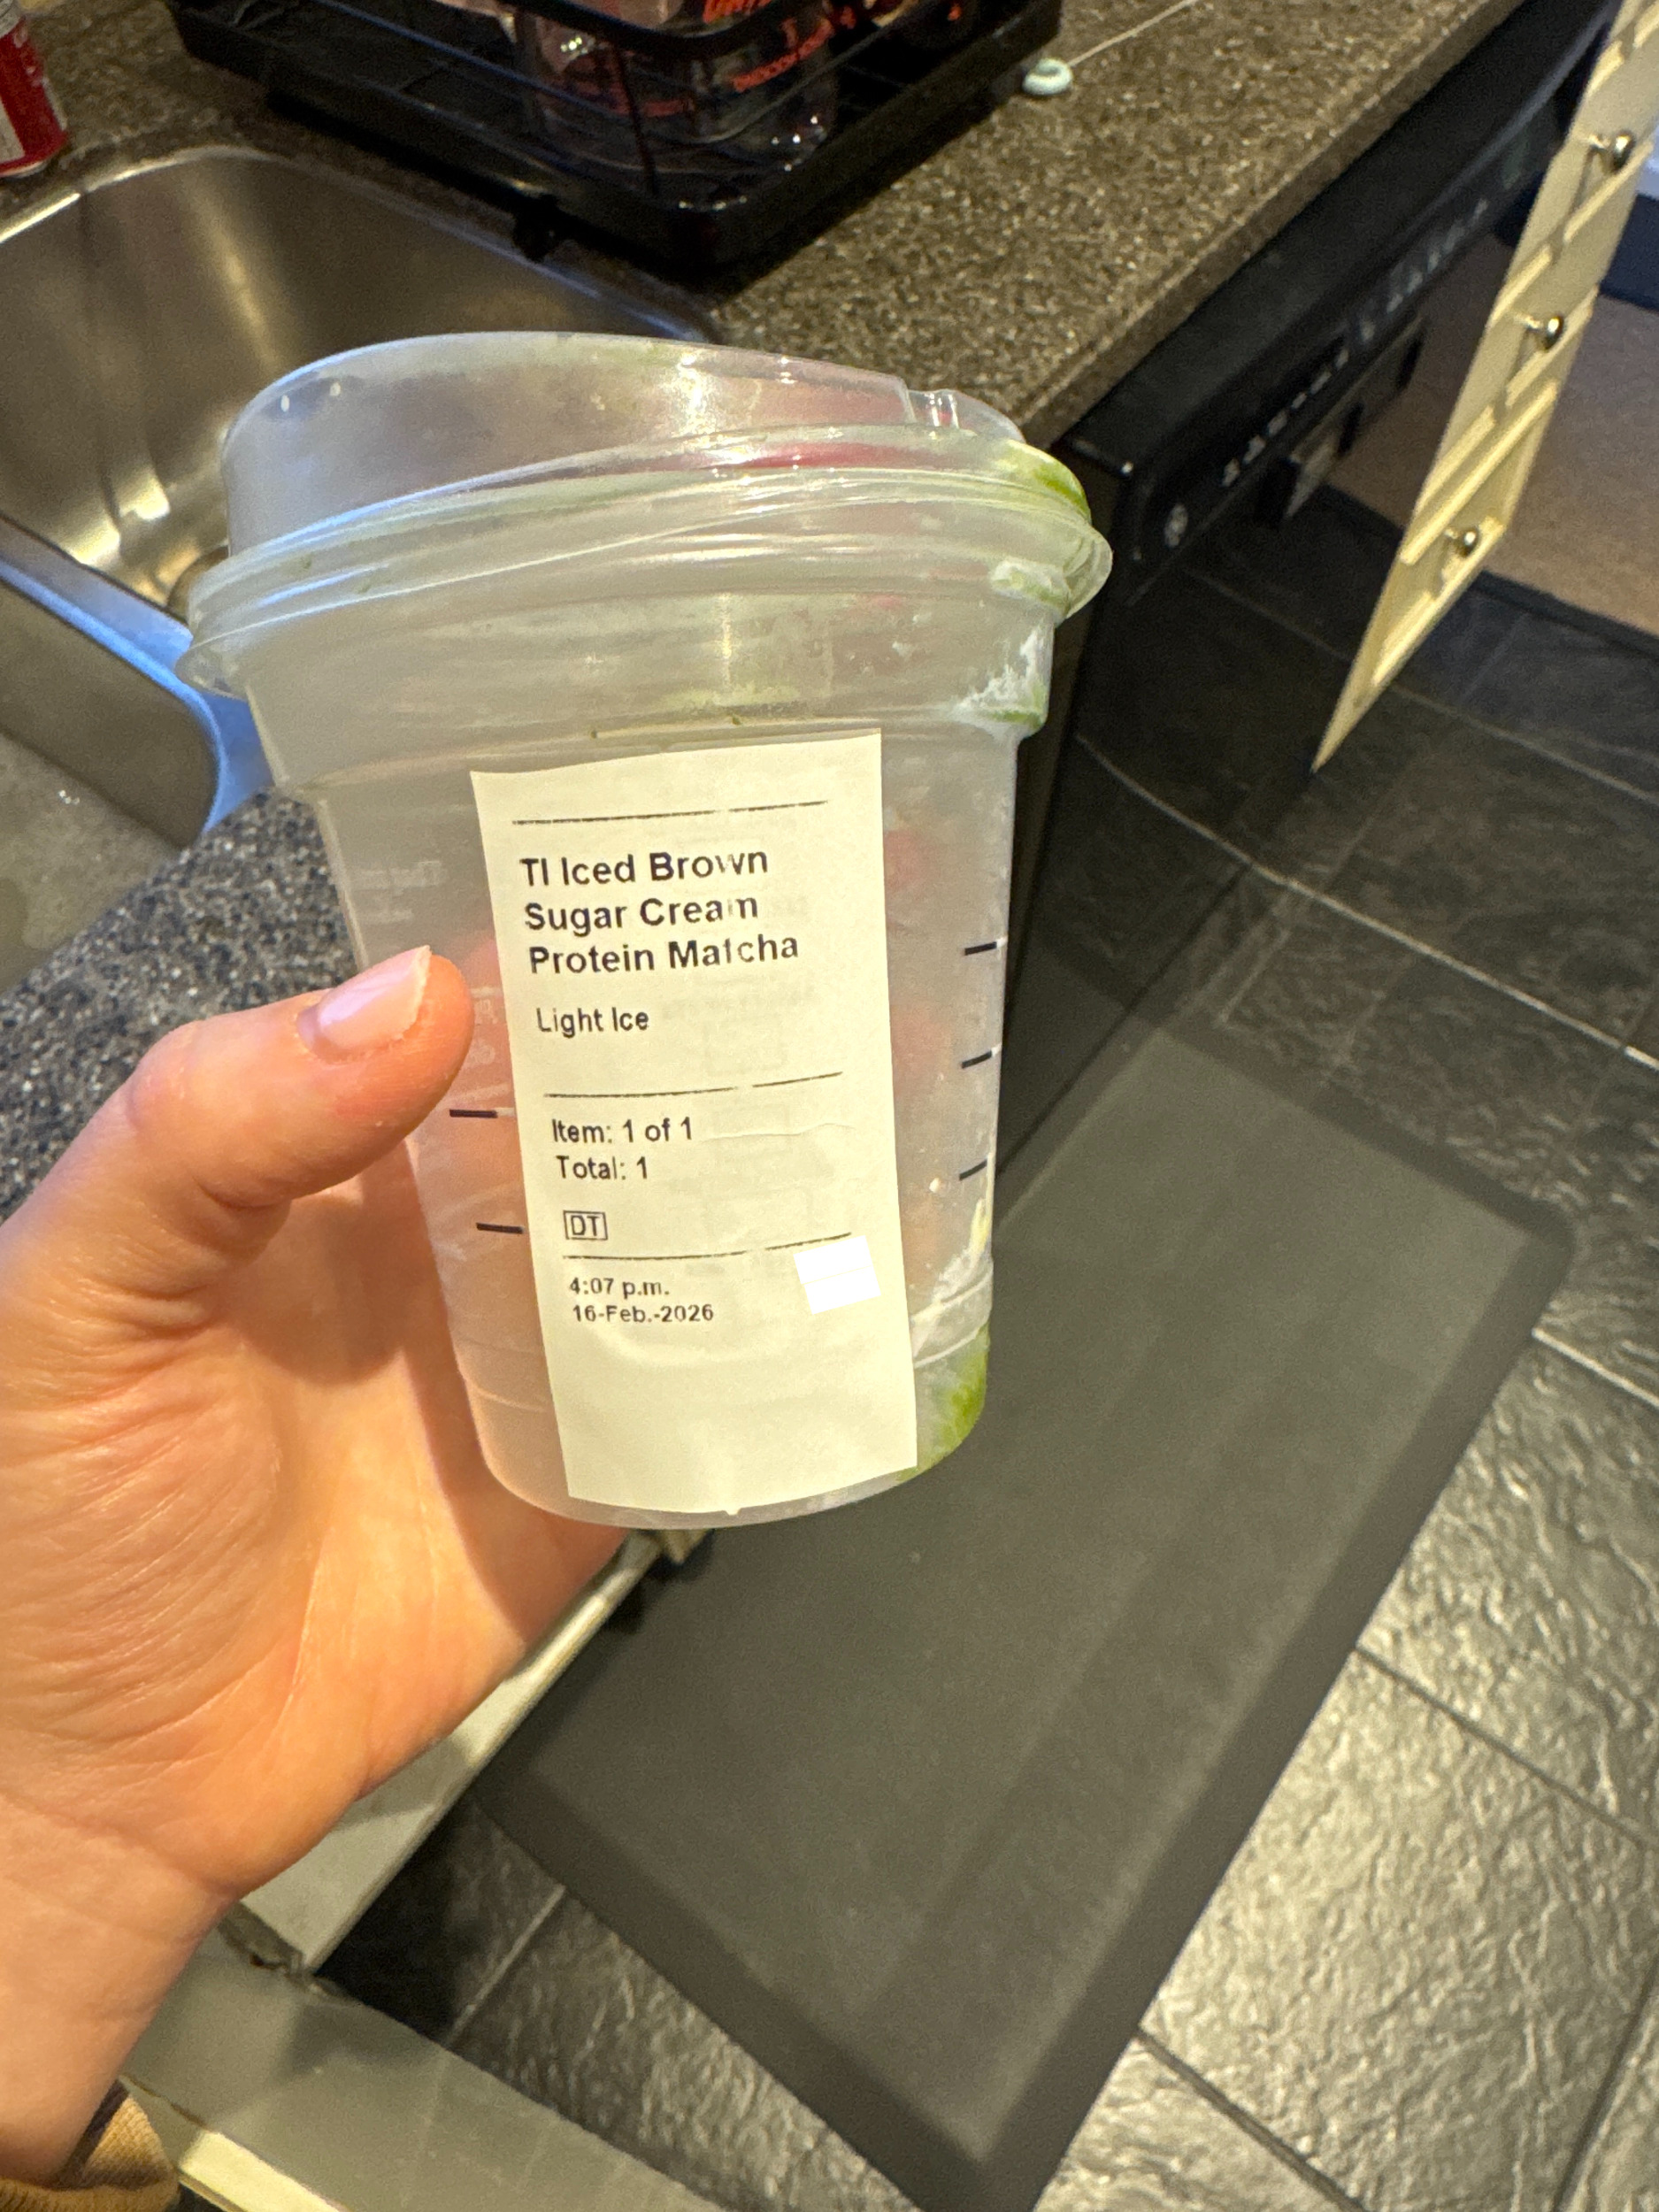 Tl Iced Brown
Sugar Cream
Protein Matcha
Light Ice
Item: 1 of 1
Total: 1
DT
4:07 p.m.
16-Feb.-2026